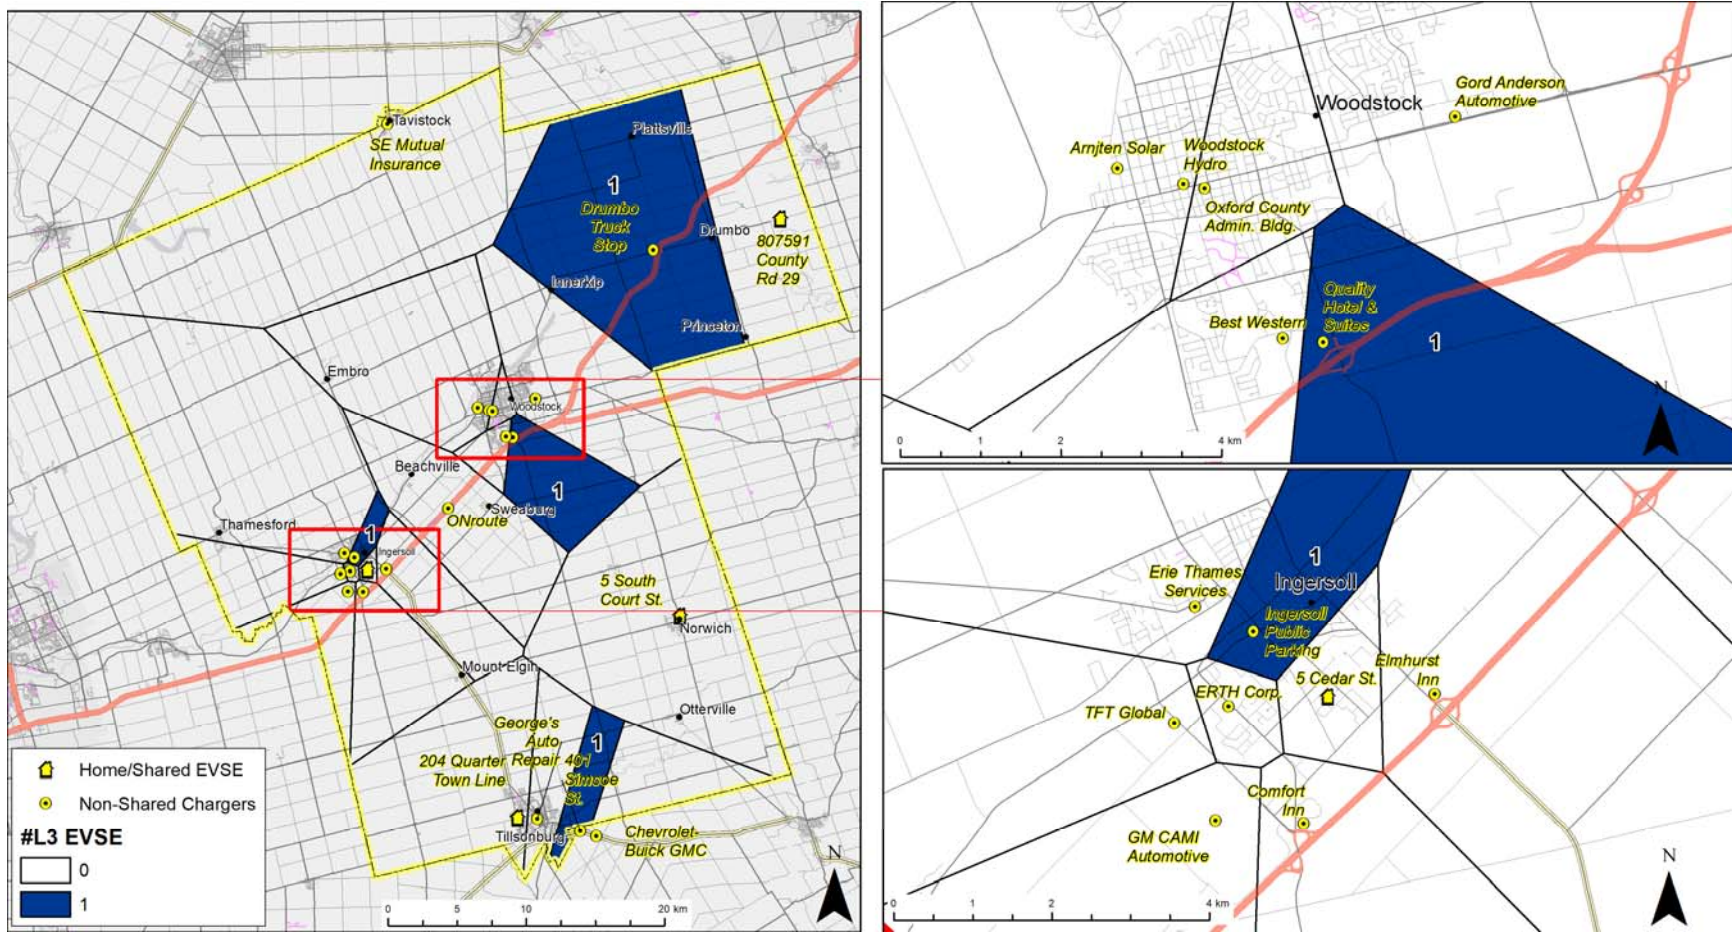 Tavistock
SE Mutual
Insurance
Plattsville
1
Drumbo
Truck
Stop
Drumbo
807591
County
Rd 29
Innerkip
Princeton
Embro
Woodstock
Beachville
1
Sweaburg
ONroute
Thamesford
1
Ingersoll
5 South
Court St.
Norwich
Mount Elgin
Otterville
George's
Auto
Repair
204 Quarter
Town Line
1
401
Simcoe
St.
Tillsonburg
Chevrolet-
Buick GMC
Home/Shared EVSE
Non-Shared Chargers
#L3 EVSE
0
1
N
0 5 10 20 km
Woodstock
Gord Anderson
Automotive
Arnjten Solar
Woodstock
Hydro
Oxford County
Admin. Bldg.
Quality
Hotel &
Suites
Best Western
1
N
0 1 2 4 km
1
Ingersoll
Erie Thames
Services
Ingersoll
Public
Parking
Elmhurst
Inn
5 Cedar St.
ERTH Corp.
TFT Global
Comfort
Inn
GM CAMI
Automotive
N
0 1 2 4 km